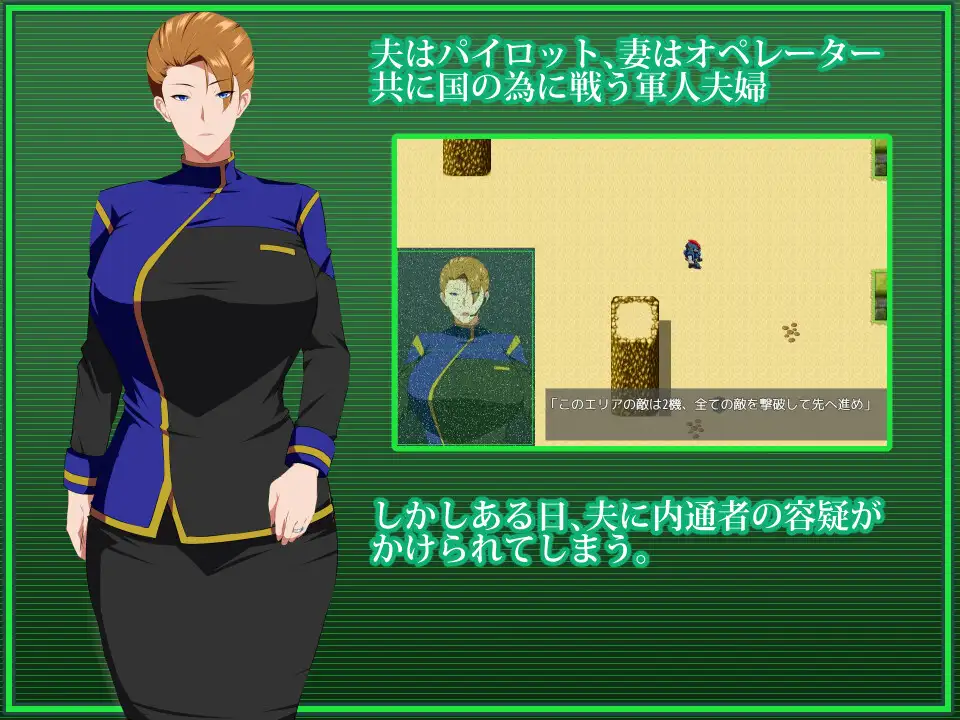 夫はパイロット、妻はオペレーター
共に国の為に戦う軍人夫婦
「このエリアの敵は2機、全ての敵を撃破して先へ進め」
しかしある日、夫に内通者の容疑が
かけられてしまう。